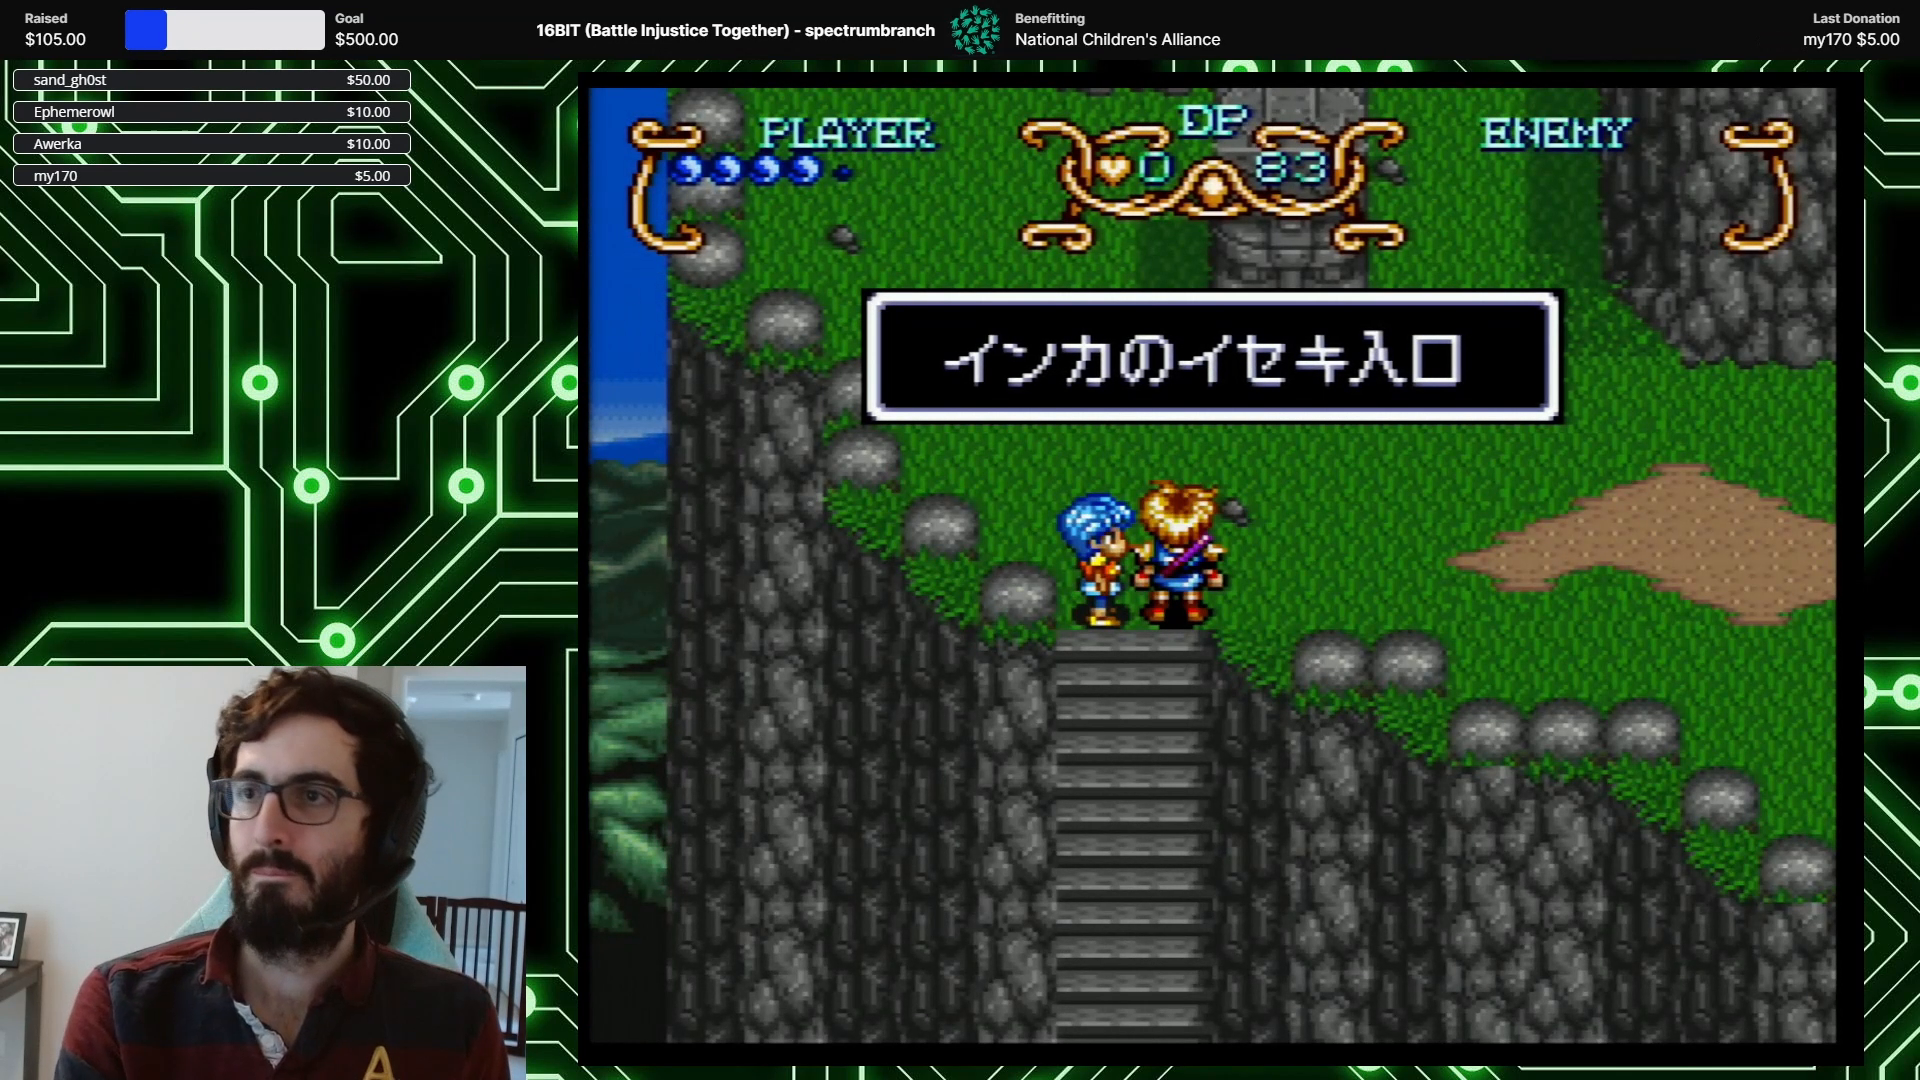 Raised
$105.00
Goal
$500.00
16BIT (Battle Injustice Together) - spectrumbranch
Benefitting
National Children's Alliance
Last Donation
my170 $5.00
sand_gh0st $50.00
Ephemerowl $10.00
Awerka $10.00
my170 $5.00
PLAYER
DP
0 83
ENEMY
インカのイセキ入口
A